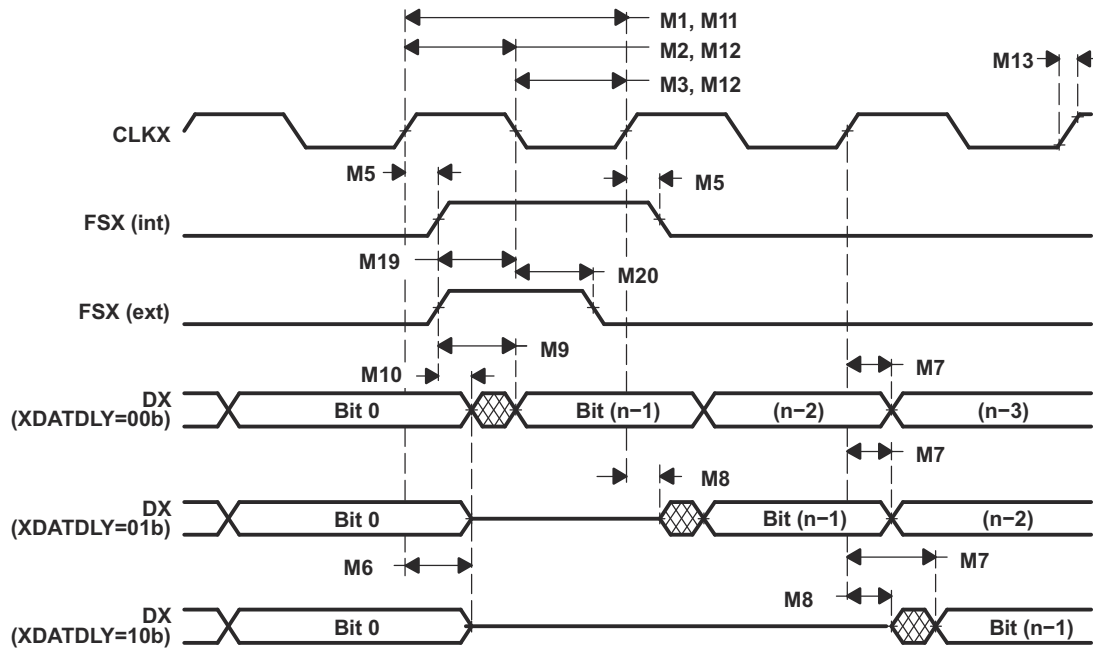 M1, M11
M2, M12
M13
M3, M12
CLKX
M5
M5
FSX (int)
M19
M20
FSX (ext)
M9
M10
M7
DX
(XDATDLY=00b)
Bit 0
Bit (n−1)
(n−2)
(n−3)
M7
M8
DX
(XDATDLY=01b)
Bit 0
Bit (n−1)
(n−2)
M6
M7
M8
DX
(XDATDLY=10b)
Bit 0
Bit (n−1)